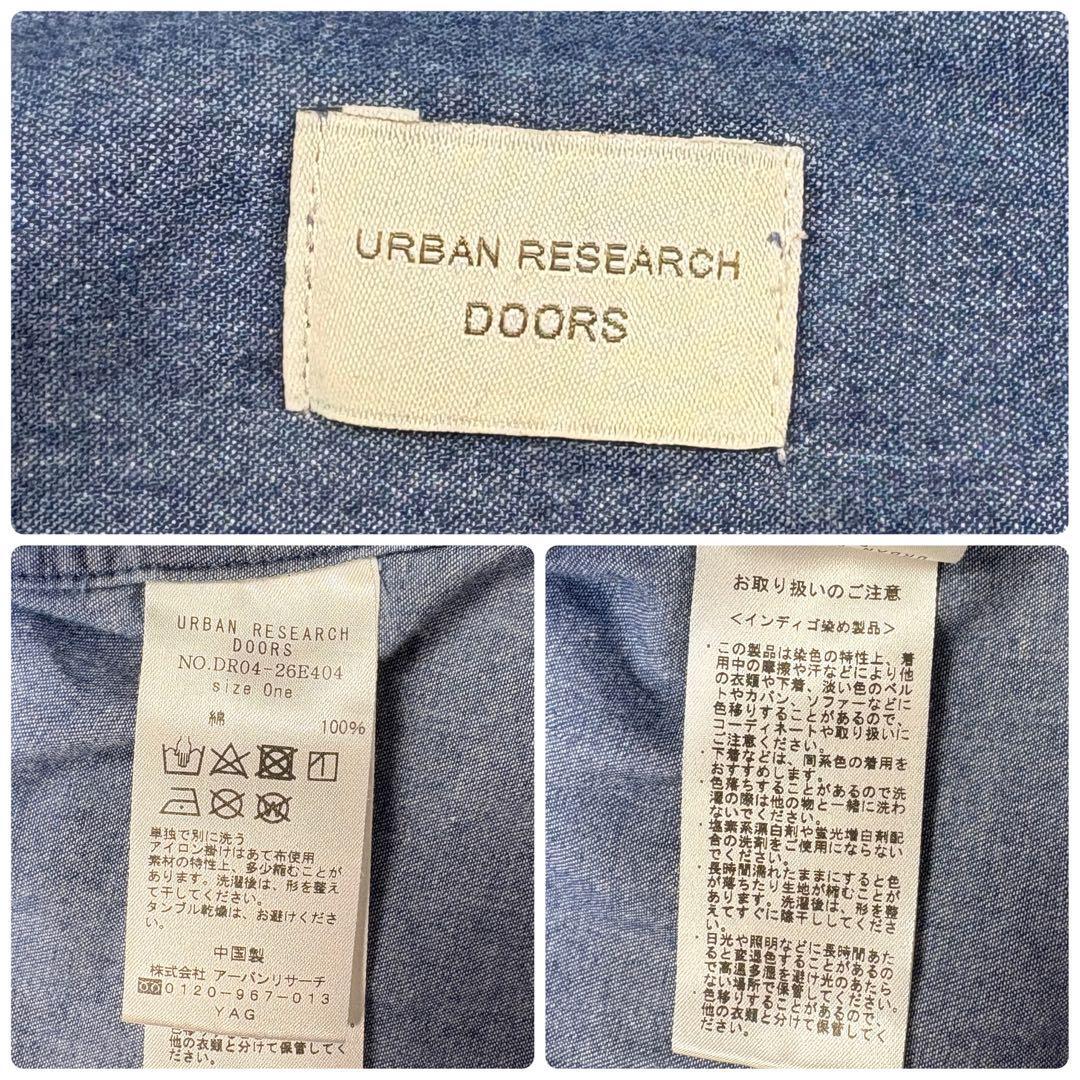 URBAN RESEARCH
DOORS
URBAN RESEARCH
DOORS
NO.DR04-26E404
size One
綿 100%
単独で別に洗う
アイロン掛けはあて布使用
素材の特性上、多少縮むことが
あります。洗濯後は、形を整え
て干してください。
タンブル乾燥は、お避けくださ
い。
中国製
株式会社 アーバンリサーチ
0120-967-013
YAG
他の衣類と分けて保管してく
ださい。
お取り扱いのご注意
<インディゴ染め製品>
・この製品は染色の特性上、着
用中の摩擦や汗などにより他
の衣類や下着、淡い色のベル
トやカバン、ソファーなどに
色移りすることがあるので、
コーディネートや取り扱いに
ご注意ください。
・下着などは、同系色の着用を
おすすめします。
・色落ちすることがあるので洗
濯の際は他の物と一緒に洗わ
ないでください。
・塩素系漂白剤や蛍光増白剤配
合の洗剤をご使用にならない
でください。
・長時間濡れたままにすると色
が落ちたり生地が縮むことが
あります。洗濯後は、形を整
えてすぐに陰干ししてくださ
い。
・日光や照明などに長時間あた
ると変退色することがあるの
で高温多湿を避け光のあたら
ない場所で保管してください。
・色移りすることがあるので、
他の衣類と分けて保管してく
ださい。